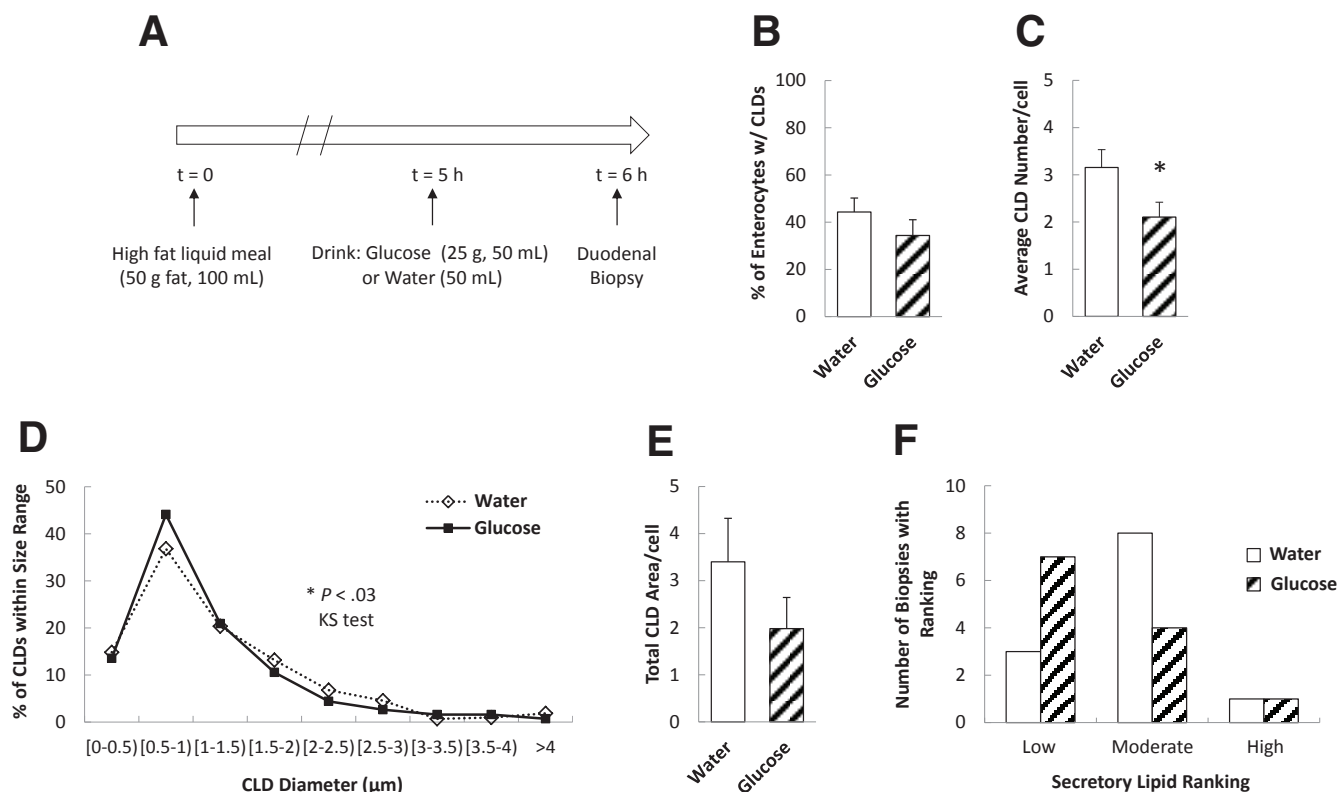 A
t = 0
t = 5 h
t = 6 h
High fat liquid meal
(50 g fat, 100 mL)
Drink: Glucose (25 g, 50 mL)
or Water (50 mL)
Duodenal
Biopsy
B
% of Enterocytes w/ CLDs
100
80
60
40
20
0
Water
Glucose
C
Average CLD Number/cell
5
4
3
2
1
0
*
Water
Glucose
D
% of CLDs within Size Range
50
40
30
20
10
0
Water
Glucose
* P < .03
KS test
[0-0.5) [0.5-1) [1-1.5) [1.5-2) [2-2.5) [2.5-3) [3-3.5) [3.5-4) >4
CLD Diameter (µm)
E
Total CLD Area/cell
5
4
3
2
1
0
Water
Glucose
F
Number of Biopsies with
Ranking
10
8
6
4
2
0
Water
Glucose
Low Moderate High
Secretory Lipid Ranking